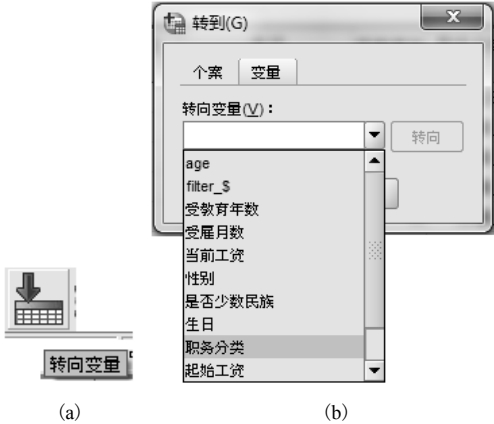 转到(G)
个案
变量
转向变量(V)：
转向
age
filter_$
受教育年数
受雇月数
当前工资
性别
是否少数民族
生日
职务分类
起始工资
转向变量
(a)
(b)